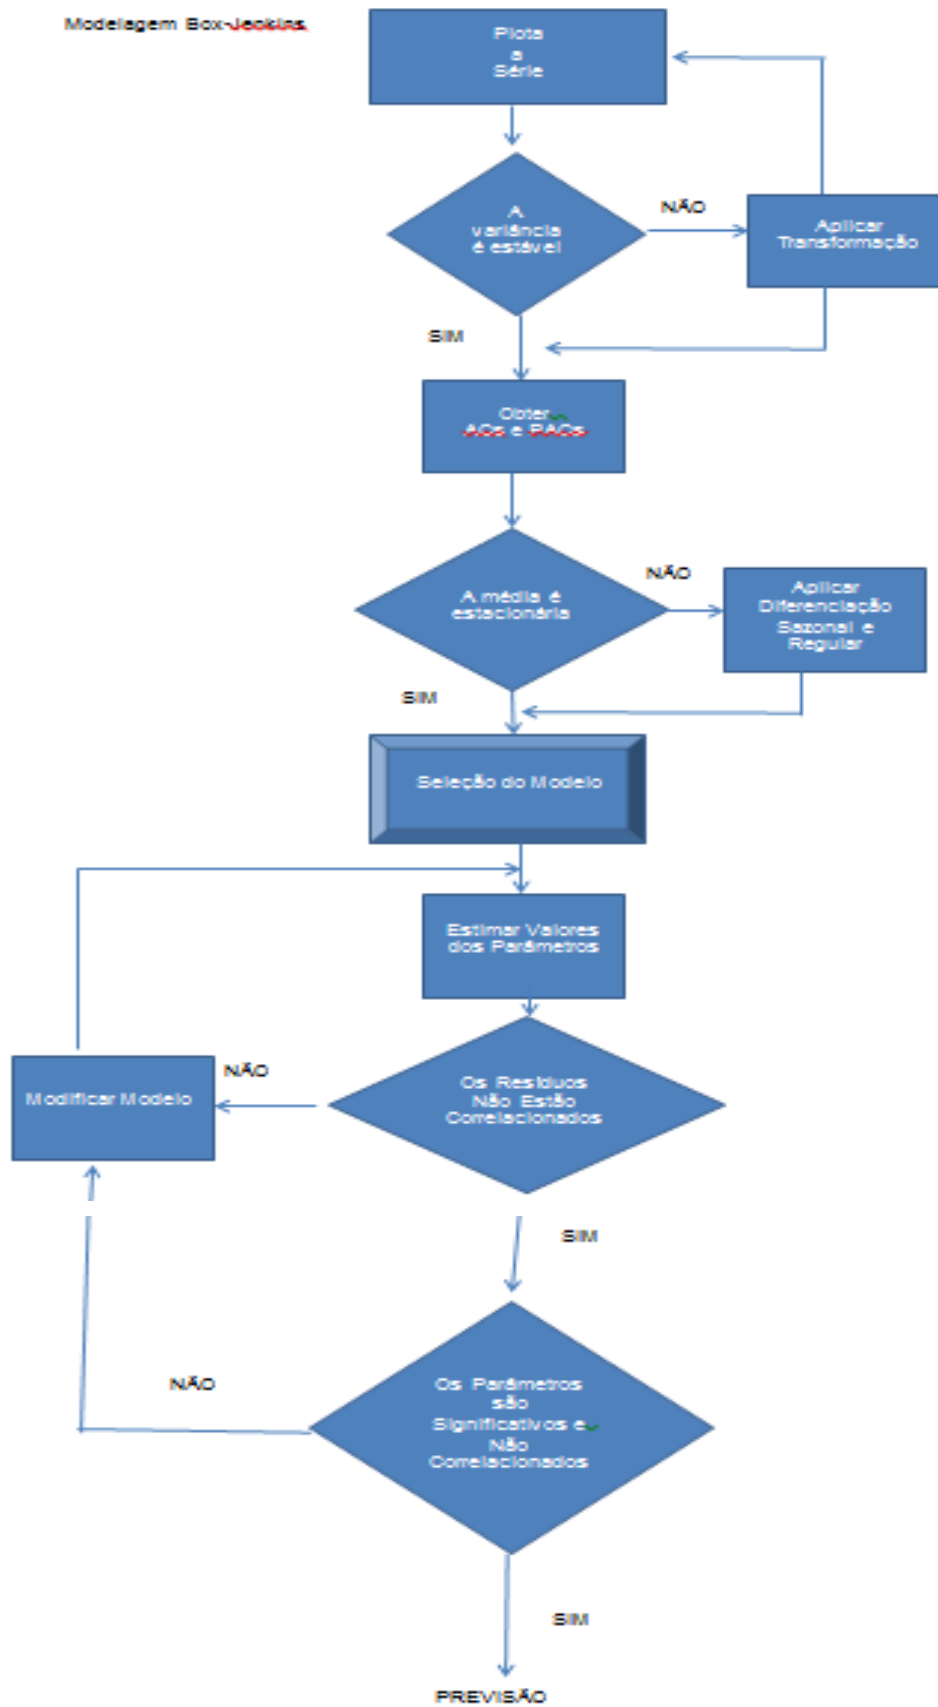 Modelagem Box-Jenkins
Plota
a
Série
A
variância
é estável
NÃO
Aplicar
Transformação
SIM
Obter
ACs e PACs
A média é
estacionária
NÃO
Aplicar
Diferenciação
Sazonal e
Regular
SIM
Seleção do Modelo
Estimar Valores
dos Parâmetros
Modificar Modelo
NÃO
Os Resíduos
Não Estão
Correlacionados
SIM
NÃO
Os Parâmetros
são
Significativos e
Não
Correlacionados
SIM
PREVISÃO